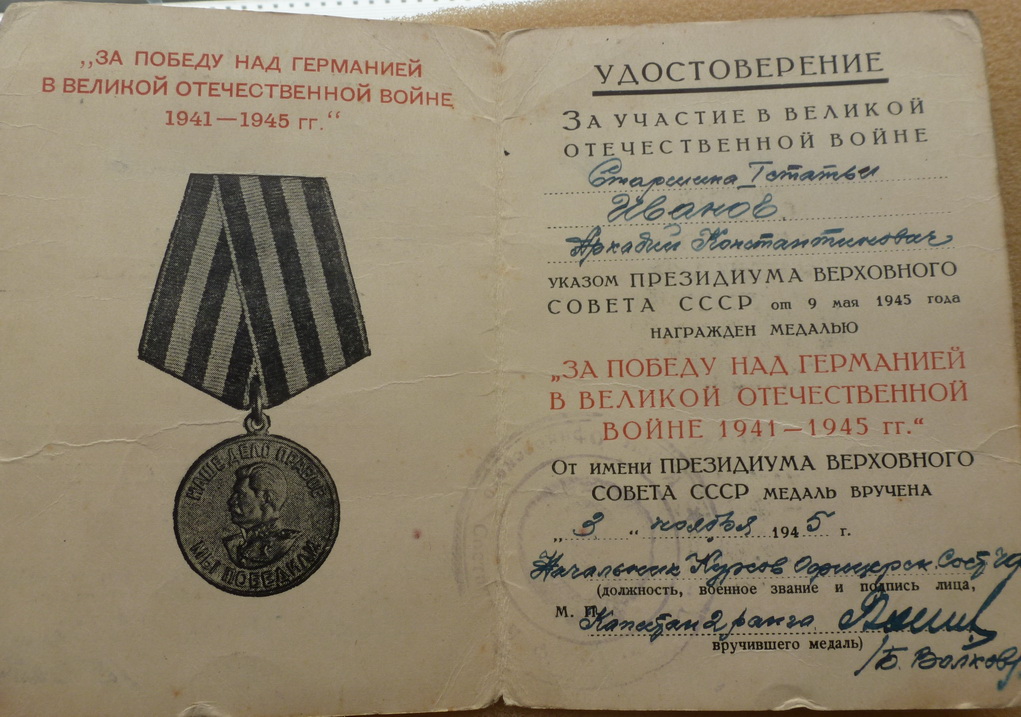 „ЗА ПОБЕДУ НАД ГЕРМАНИЕЙ
В ВЕЛИКОЙ ОТЕЧЕСТВЕННОЙ ВОЙНЕ
1941—1945 гг.“
НАШЕ ДЕЛО ПРАВОЕ
МЫ ПОБЕДИЛИ
УДОСТОВЕРЕНИЕ
ЗА УЧАСТИЕ В ВЕЛИКОЙ
ОТЕЧЕСТВЕННОЙ ВОЙНЕ
Старшина I статьи
Иванов
Аркадий Константинович
УКАЗОМ ПРЕЗИДИУМА ВЕРХОВНОГО
СОВЕТА СССР от 9 мая 1945 года
НАГРАЖДЕН МЕДАЛЬЮ
„ЗА ПОБЕДУ НАД ГЕРМАНИЕЙ
В ВЕЛИКОЙ ОТЕЧЕСТВЕННОЙ
ВОЙНЕ 1941—1945 гг.“
ОТ ИМЕНИ ПРЕЗИДИУМА ВЕРХОВНОГО
СОВЕТА СССР МЕДАЛЬ ВРУЧЕНА
„3“ ноября 1945 г.
Начальник Курсов Офицерск. Сост.
(должность, военное звание и подпись лица,
М. П.
Капитан 2 ранга
вручившего медаль)
/Б. Волков